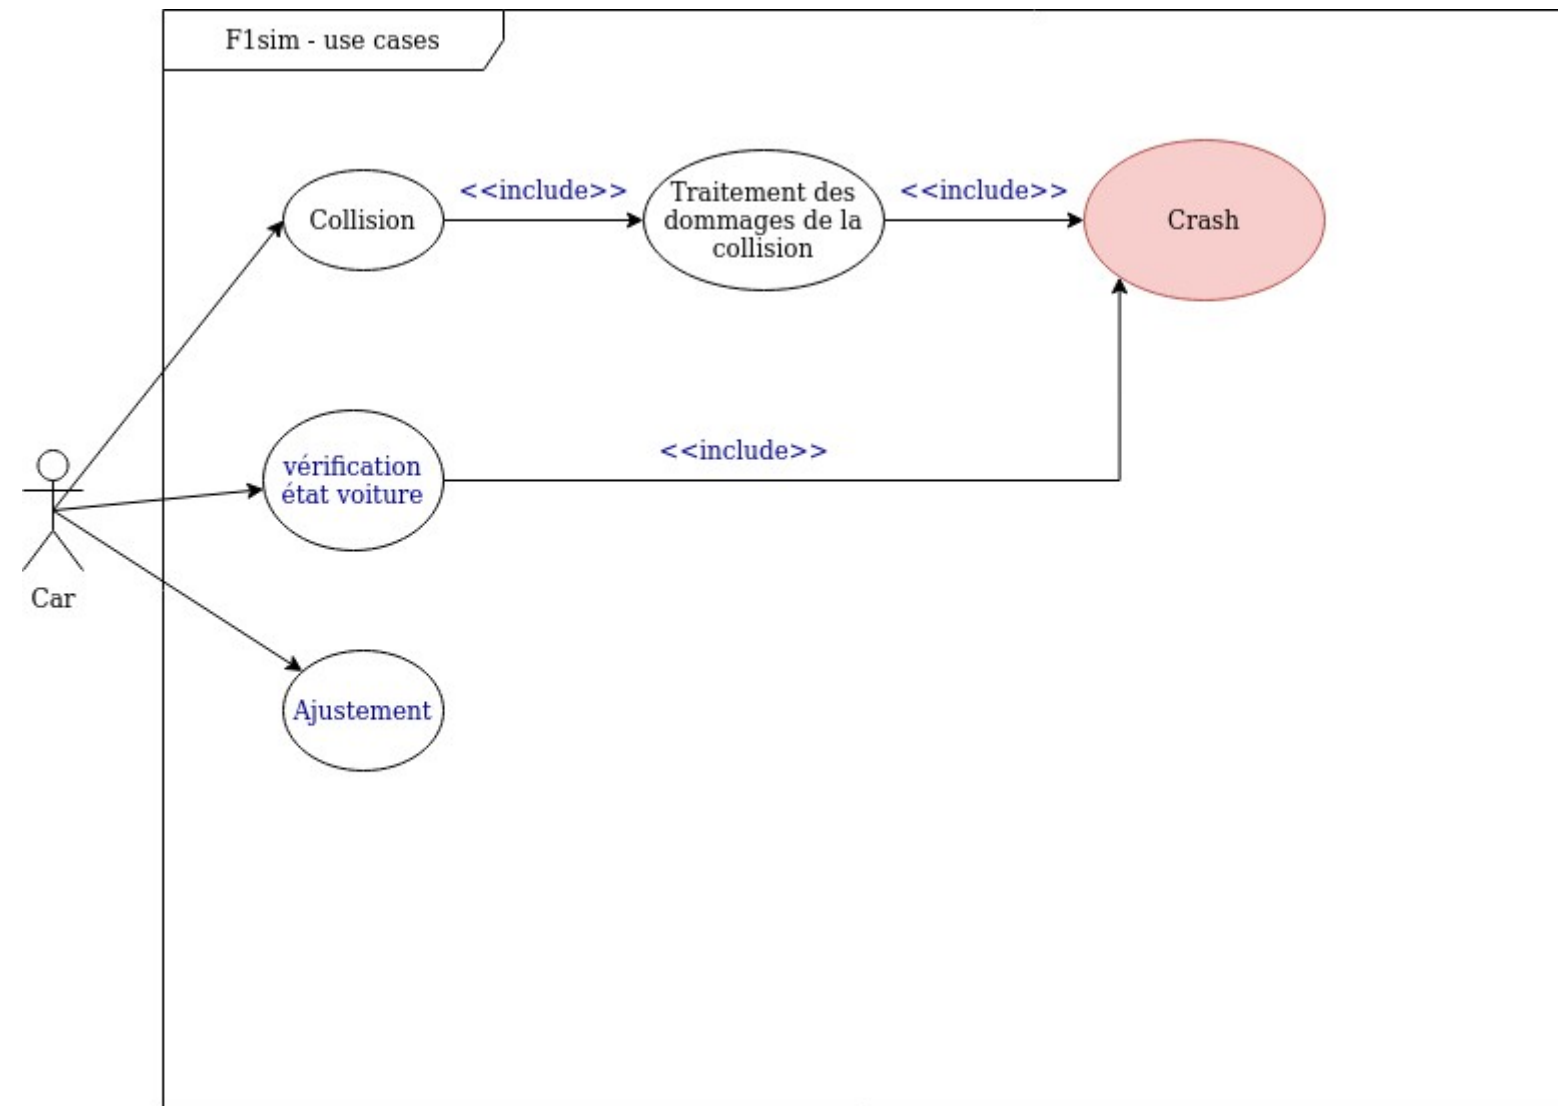 F1sim - use cases
Collision
<<include>>
Traitement des
dommages de la
collision
<<include>>
Crash
<<include>>
vérification
état voiture
Car
Ajustement